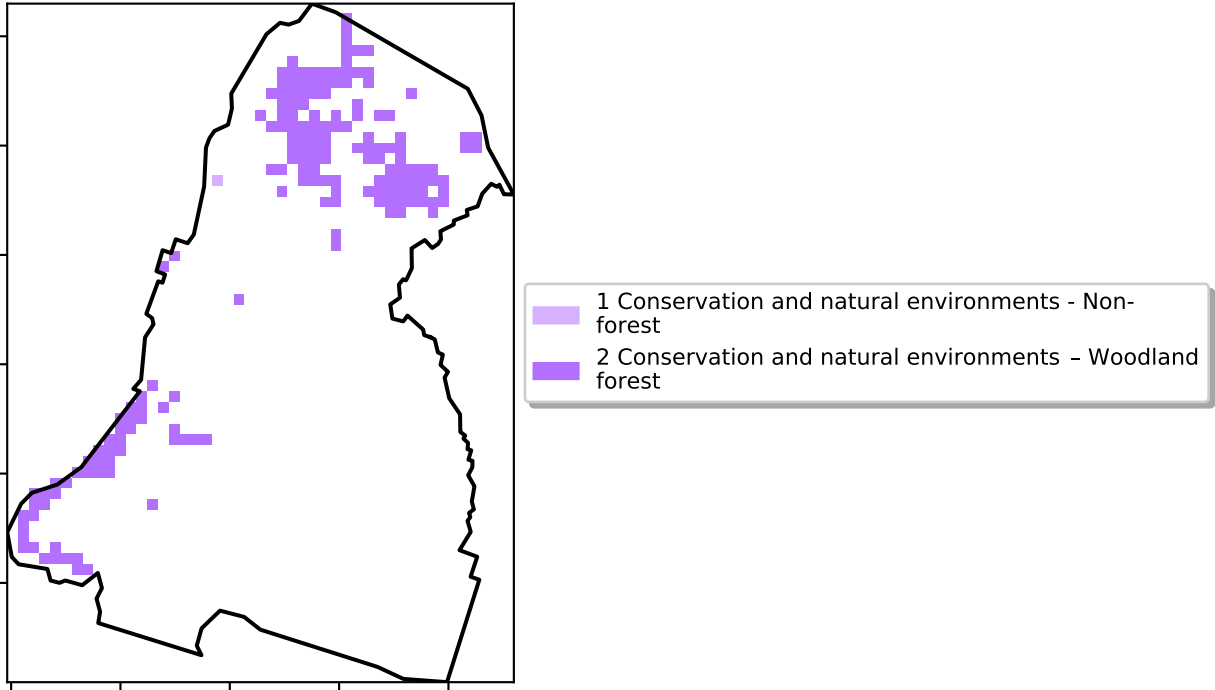 1 Conservation and natural environments - Non-
forest
2 Conservation and natural environments – Woodland
forest